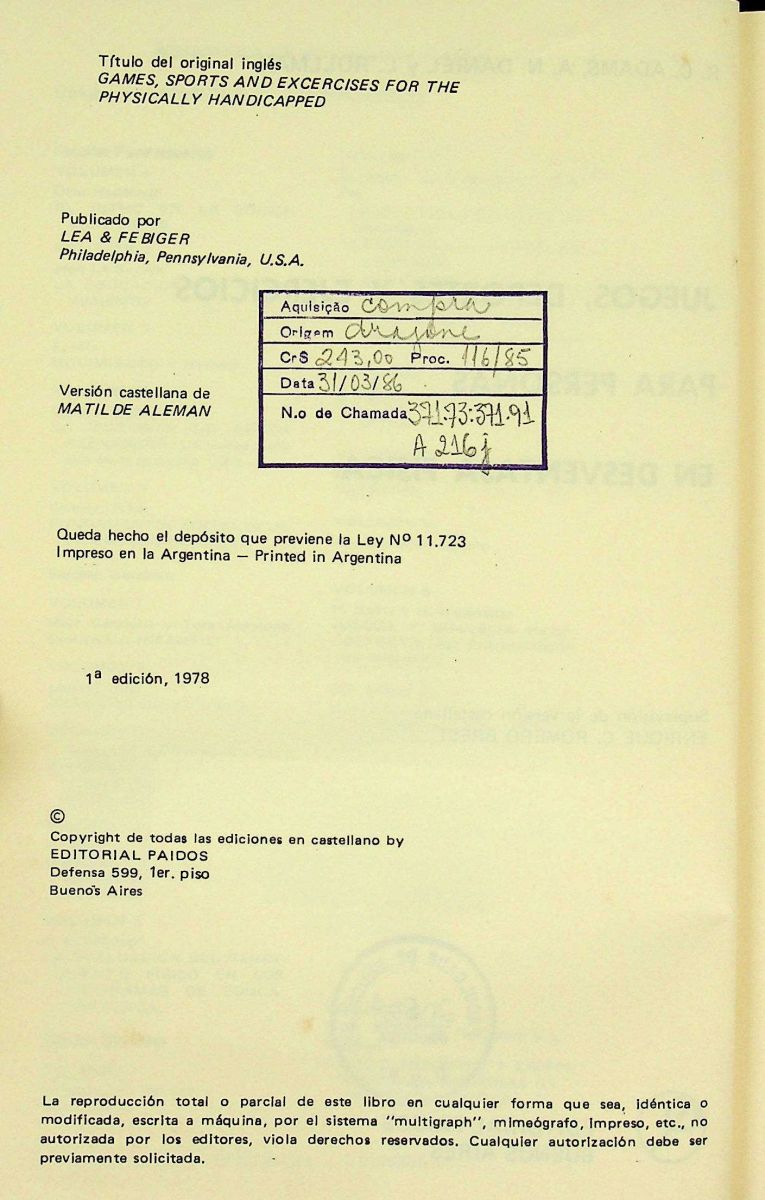 Título del original inglés
GAMES, SPORTS AND EXCERCISES FOR THE
PHYSICALLY HANDICAPPED
Publicado por
LEA & FEBIGER
Philadelphia, Pennsylvania, U.S.A.
Aquisição compra
Origem
Cr$ 243,00 Proc. 116/85
Data 31/03/86
N.o de Chamada 371.73:371.91
A 216j
Versión castellana de
MATILDE ALEMAN
Queda hecho el depósito que previene la Ley Nº 11.723
Impreso en la Argentina — Printed in Argentina
1ª edición, 1978
©
Copyright de todas las ediciones en castellano by
EDITORIAL PAIDOS
Defensa 599, 1er. piso
Buenos Aires
La reproducción total o parcial de este libro en cualquier forma que sea, idéntica o
modificada, escrita a máquina, por el sistema "multigraph", mimeógrafo, impreso, etc., no
autorizada por los editores, viola derechos reservados. Cualquier autorización debe ser
previamente solicitada.